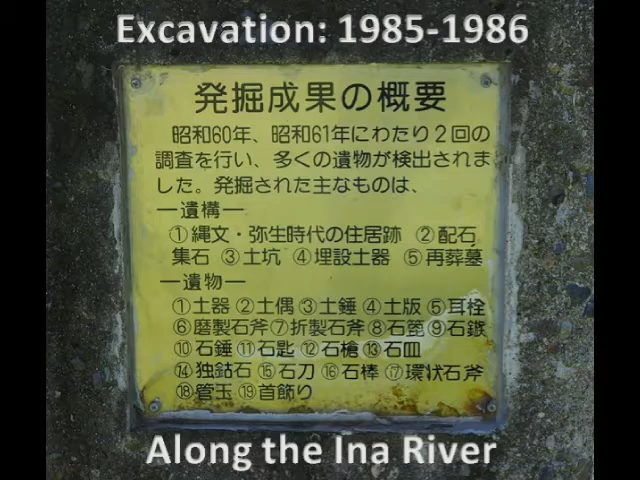 Excavation: 1985-1986
発掘成果の概要
昭和60年、昭和61年にわたり2回の
調査を行い、多くの遺物が検出されま
した。発掘された主なものは、
―遺構―
①縄文・弥生時代の住居跡 ②配石
集石 ③土坑 ④埋設土器 ⑤再葬墓
―遺物―
①土器②土偶③土錘④土版⑤耳栓
⑥磨製石斧⑦折製石斧⑧石箆⑨石鏃
⑩石錘⑪石匙⑫石槍⑬石皿
⑭独鈷石⑮石刀⑯石棒⑰環状石斧
⑱管玉⑲首飾り
Along the Ina River